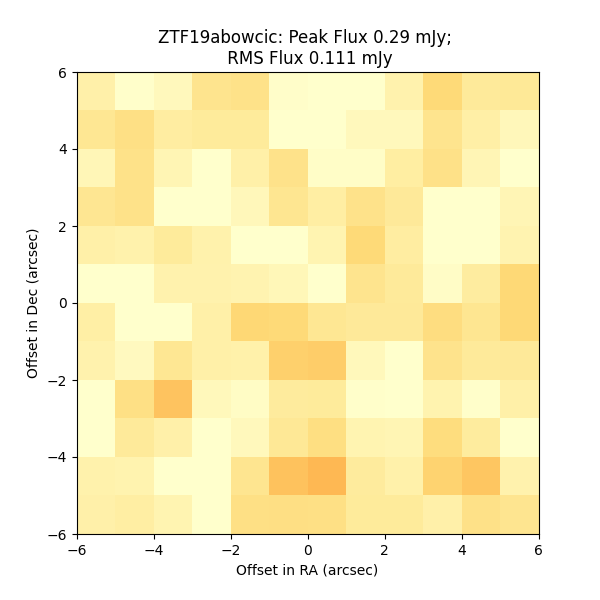 ZTF19abowcic: Peak Flux 0.29 mJy;
RMS Flux 0.111 mJy
6
4
2
0
−2
−4
−6
Offset in Dec (arcsec)
−6 −4 −2 0 2 4 6
Offset in RA (arcsec)